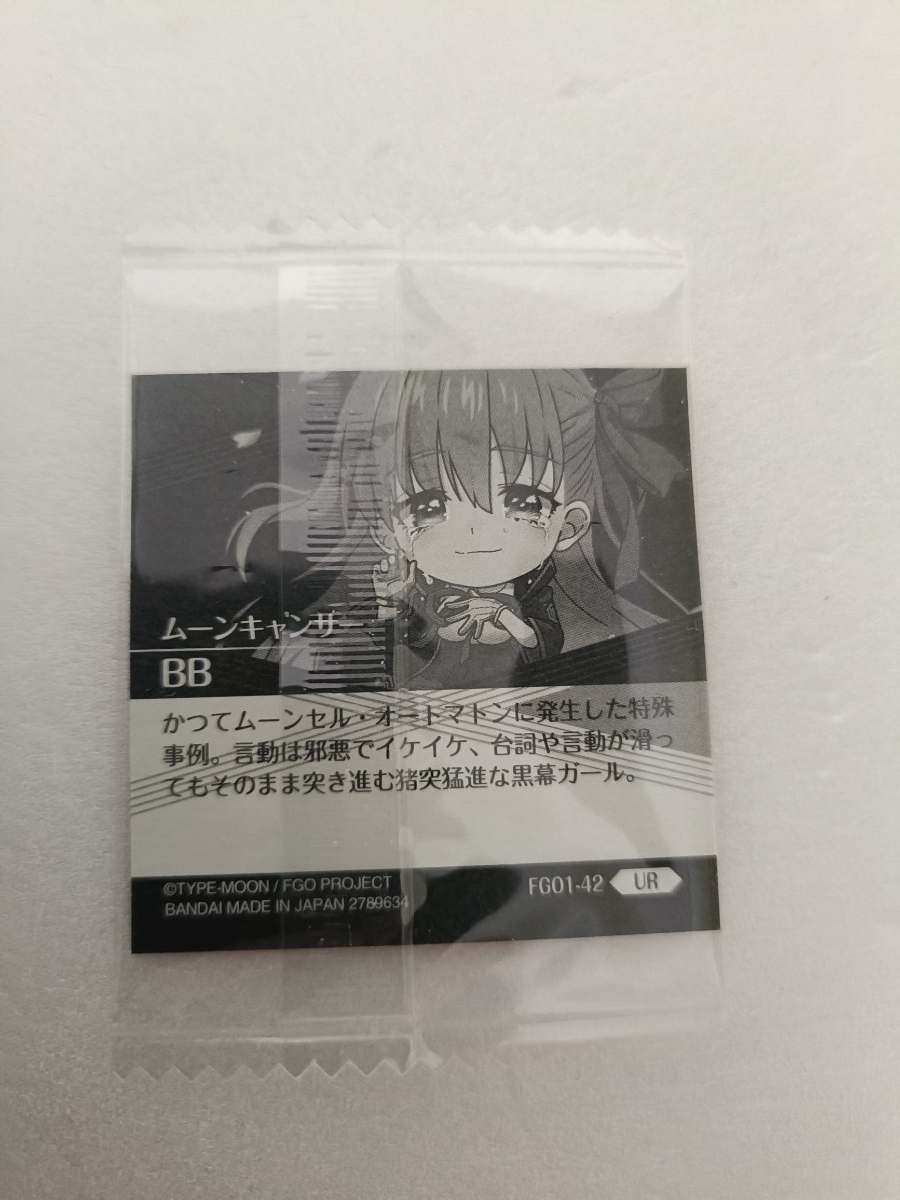 ムーンキャンサー
BB
かつてムーンセル・オートマトンに発生した特殊
事例。言動は邪悪でイケイケ、台詞や言動が滑っ
てもそのまま突き進む猪突猛進な黒幕ガール。
©TYPE-MOON / FGO PROJECT
BANDAI MADE IN JAPAN 2789634
FGO1-42 UR